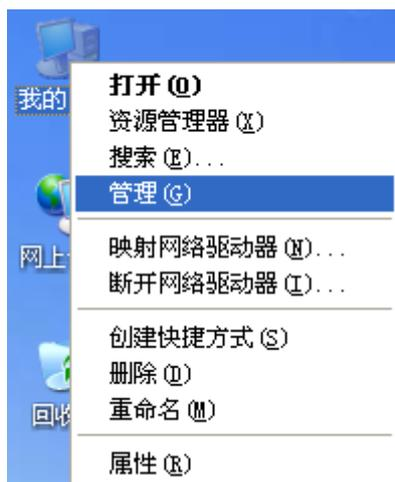 我的
打开(O)
资源管理器(X)
搜索(E)...
管理(G)
网上
映射网络驱动器(N)...
断开网络驱动器(I)...
创建快捷方式(S)
删除(D)
回收
重命名(M)
属性(R)